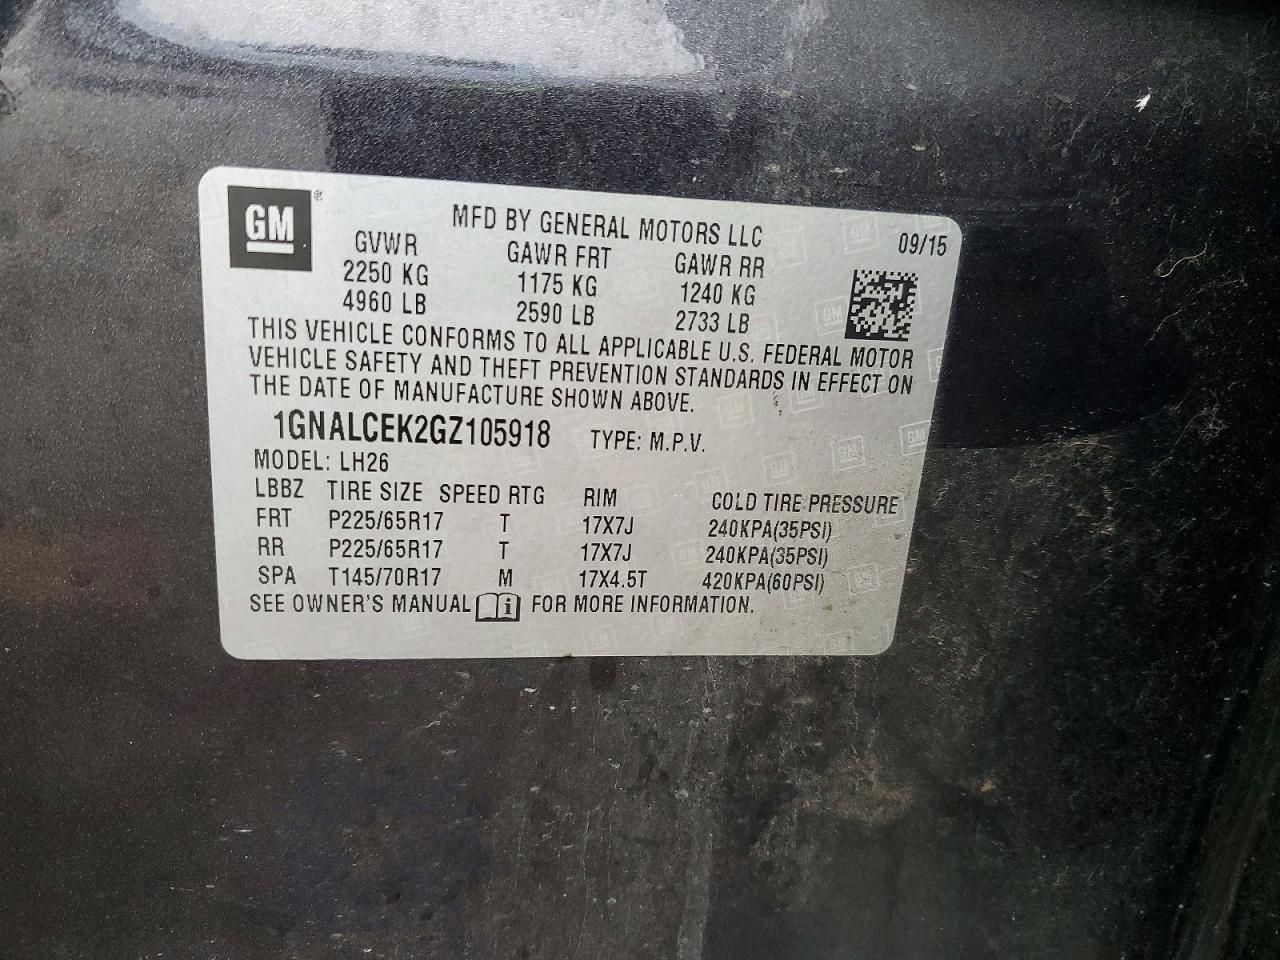 GM ®
MFD BY GENERAL MOTORS LLC 09/15
GVWR GAWR FRT GAWR RR
2250 KG 1175 KG 1240 KG
4960 LB 2590 LB 2733 LB
THIS VEHICLE CONFORMS TO ALL APPLICABLE U.S. FEDERAL MOTOR
VEHICLE SAFETY AND THEFT PREVENTION STANDARDS IN EFFECT ON
THE DATE OF MANUFACTURE SHOWN ABOVE.
1GNALCEK2GZ105918 TYPE: M.P.V.
MODEL: LH26
LBBZ TIRE SIZE SPEED RTG RIM COLD TIRE PRESSURE
FRT P225/65R17 T 17X7J 240KPA(35PSI)
RR P225/65R17 T 17X7J 240KPA(35PSI)
SPA T145/70R17 M 17X4.5T 420KPA(60PSI)
SEE OWNER'S MANUAL i FOR MORE INFORMATION.